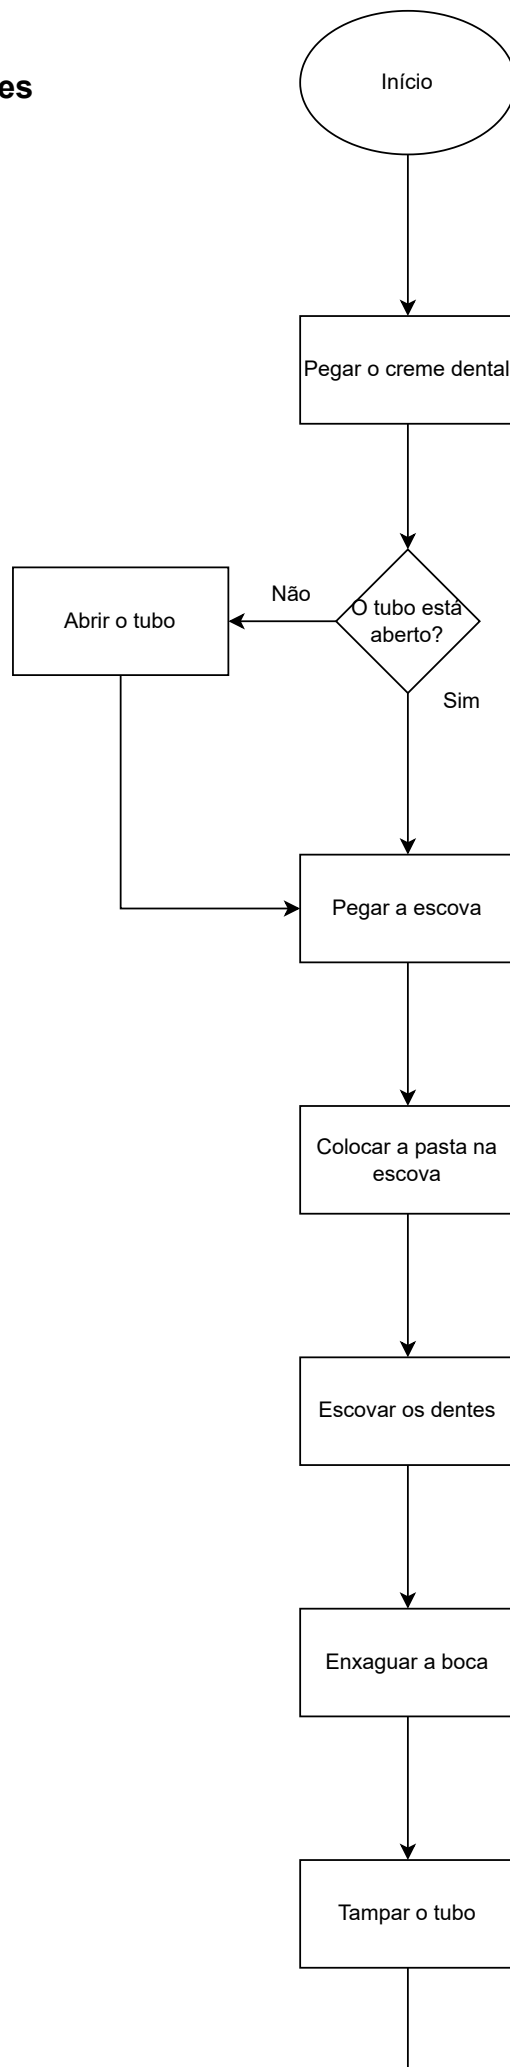 Início
es
Pegar o creme dental
Não
O tubo está
aberto?
Abrir o tubo
Sim
Pegar a escova
Colocar a pasta na
escova
Escovar os dentes
Enxaguar a boca
Tampar o tubo